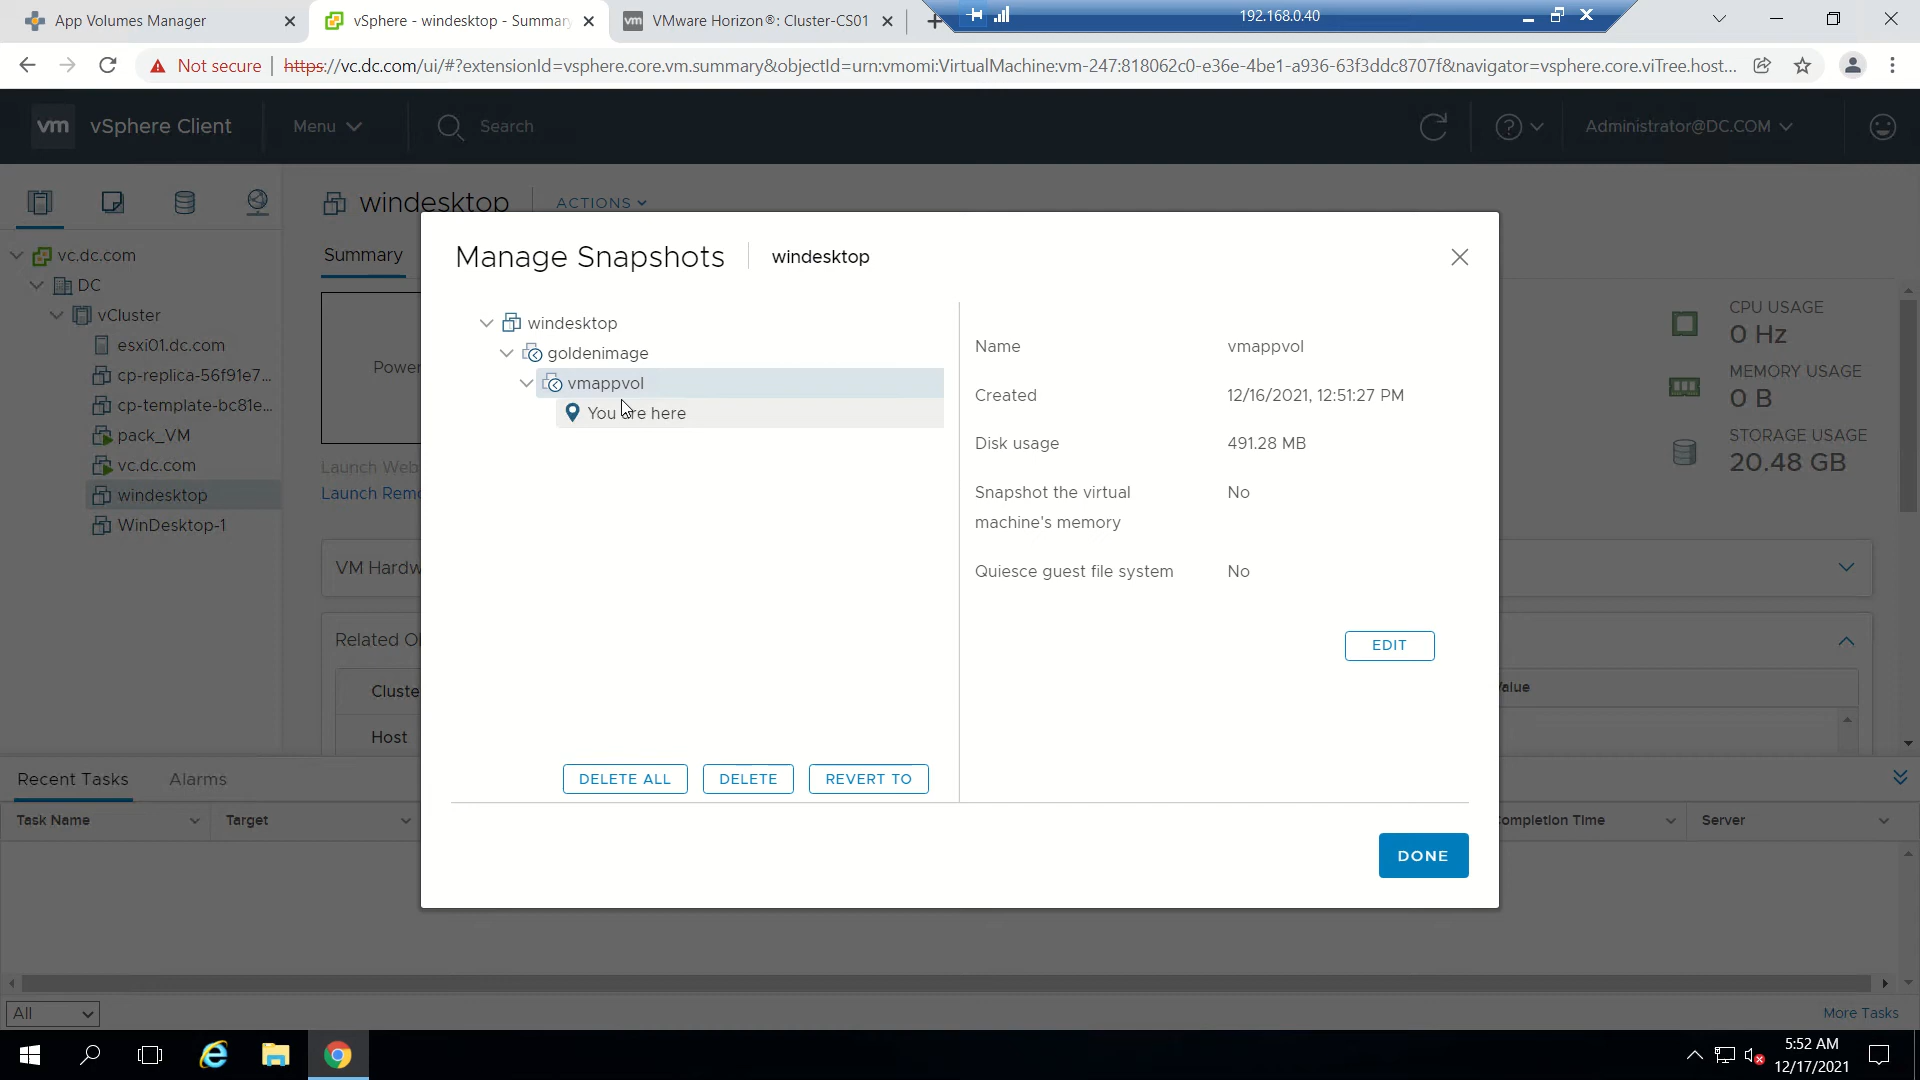 App Volumes Manager
vSphere - windesktop - Summary
VMware Horizon®: Cluster-CS01
192.168.0.40
Not secure
https://vc.dc.com/ui/#?extensionId=vsphere.core.vm.summary&objectId=urn:vmomi:VirtualMachine:vm-247:818062c0-e36e-4be1-a936-63f3ddc8707f&navigator=vsphere.core.viTree.host...
vm
vSphere Client
Menu
Search
Administrator@DC.COM
windesktop
ACTIONS
Summary
vc.dc.com
DC
vCluster
esxi01.dc.com
cp-replica-56f91e7...
cp-template-bc81e...
pack_VM
vc.dc.com
windesktop
WinDesktop-1
Power
Launch Web
Launch Remo
VM Hardw
Related Ob
Cluste
Host
CPU USAGE
0 Hz
MEMORY USAGE
0 B
STORAGE USAGE
20.48 GB
Value
Manage Snapshots
windesktop
windesktop
goldenimage
vmappvol
You are here
Name vmappvol
Created 12/16/2021, 12:51:27 PM
Disk usage 491.28 MB
Snapshot the virtual No
machine's memory
Quiesce guest file system No
EDIT
DELETE ALL
DELETE
REVERT TO
DONE
Recent Tasks
Alarms
Task Name
Target
ompletion Time
Server
All
More Tasks
5:52 AM
12/17/2021